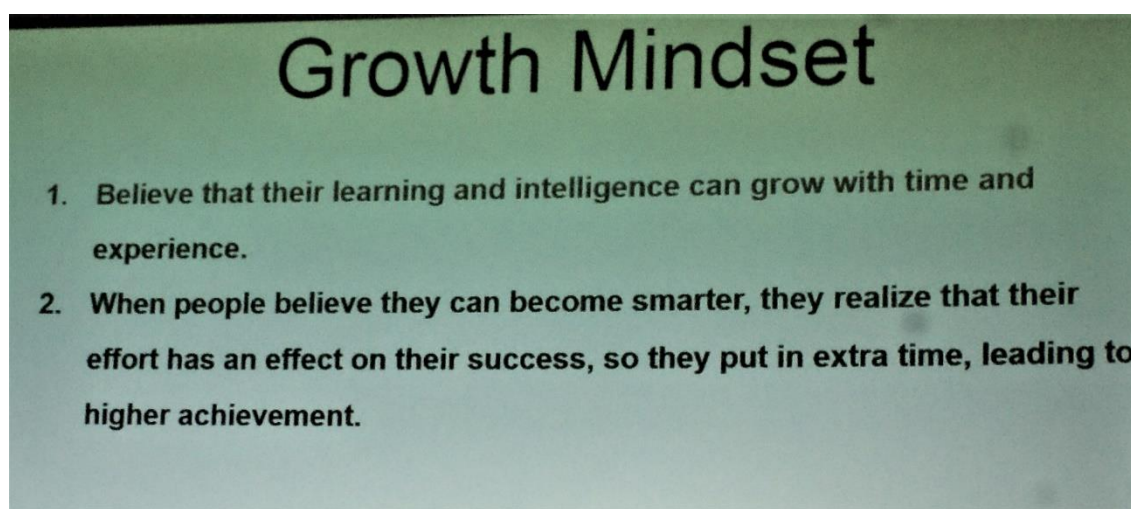 Growth Mindset
1. Believe that their learning and intelligence can grow with time and
experience.
2. When people believe they can become smarter, they realize that their
effort has an effect on their success, so they put in extra time, leading to
higher achievement.